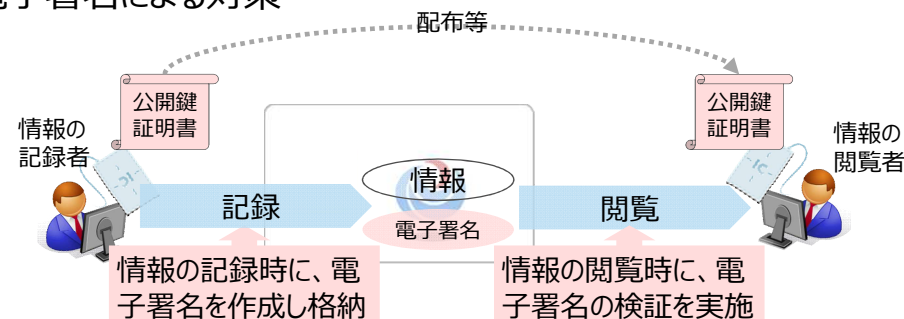 電子署名による対策
配布等
公開鍵
証明書
公開鍵
証明書
情報の
記録者
情報の
閲覧者
情報
記録
閲覧
電子署名
情報の記録時に、電
子署名を作成し格納
情報の閲覧時に、電
子署名の検証を実施